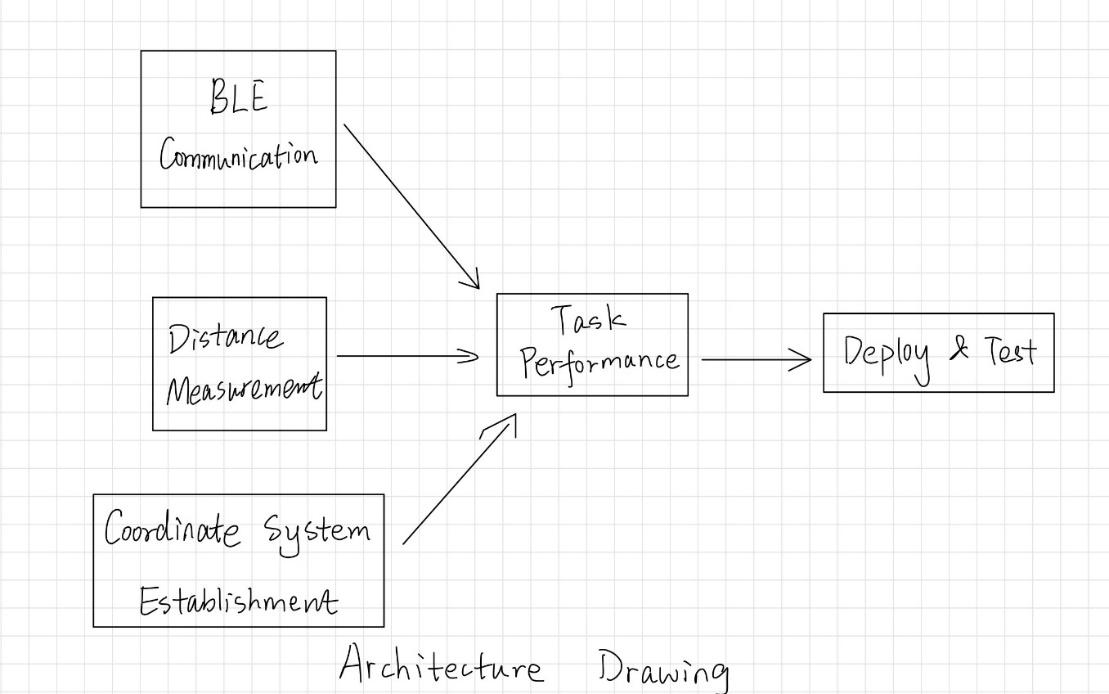 BLE
Communication
Distance
Measurement
Coordinate System
Establishment
Task
Performance
Deploy & Test
Architecture Drawing